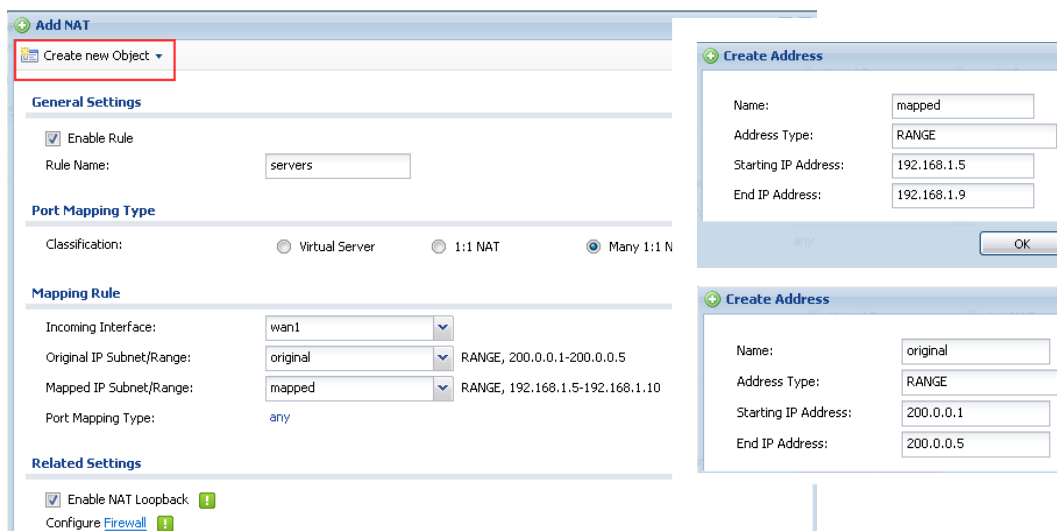 Add NAT
Create new Object
General Settings
Enable Rule
Rule Name: servers
Port Mapping Type
Classification: Virtual Server 1:1 NAT Many 1:1 N
Mapping Rule
Incoming Interface: wan1
Original IP Subnet/Range: original RANGE, 200.0.0.1-200.0.0.5
Mapped IP Subnet/Range: mapped RANGE, 192.168.1.5-192.168.1.10
Port Mapping Type: any
Related Settings
Enable NAT Loopback
Configure Firewall
Create Address
Name: mapped
Address Type: RANGE
Starting IP Address: 192.168.1.5
End IP Address: 192.168.1.9
any
OK
Create Address
Name: original
Address Type: RANGE
Starting IP Address: 200.0.0.1
End IP Address: 200.0.0.5